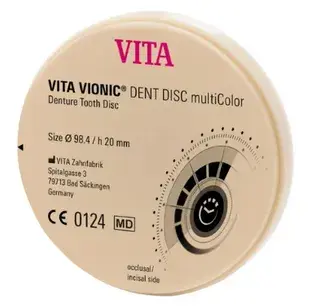 VITA
VITA VIONIC® DENT DISC multiColor
Denture Tooth Disc
Size Ø 98.4 / h 20 mm
VITA Zahnfabrik
Spitalgasse 3
79713 Bad Säckingen
Germany
CE 0124 MD
occlusal/
incisal side